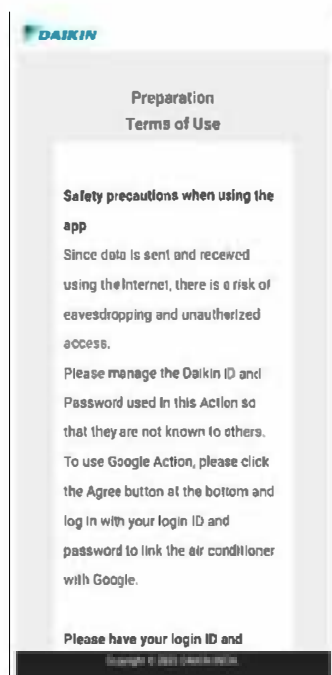 DAIKIN
Preparation
Terms of Use
Safety precautions when using the
app
Since data is sent and received
using the Internet, there is a risk of
eavesdropping and unauthorized
access.
Please manage the Daikin ID and
Password used in this Action so
that they are not known to others.
To use Google Action, please click
the Agree button at the bottom and
log in with your login ID and
password to link the air conditioner
with Google.
Please have your login ID and